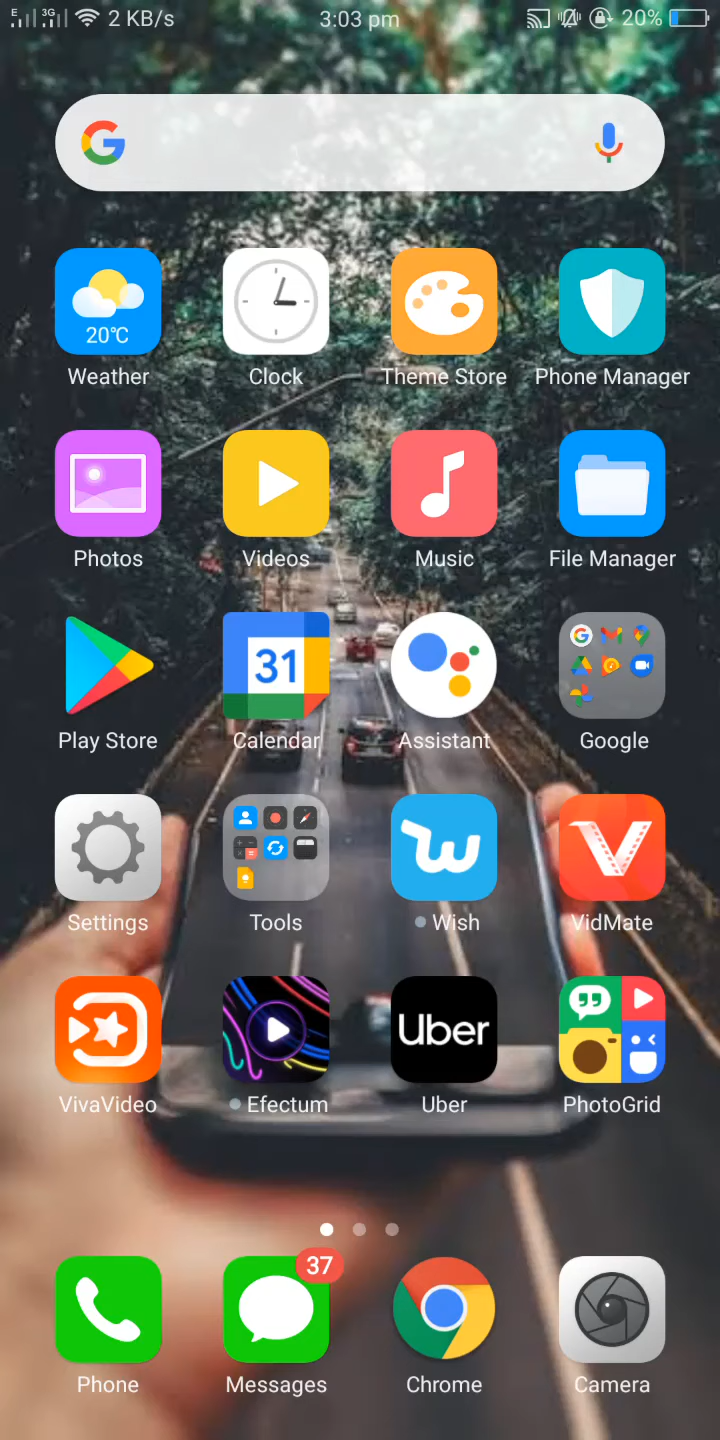 E 3G 2 KB/s 3:03 pm 20%
G
20℃
Weather Clock Theme Store Phone Manager
Photos Videos Music File Manager
31
Play Store Calendar Assistant Google
Settings Tools Wish VidMate
Uber
VivaVideo Efectum Uber PhotoGrid
37
Phone Messages Chrome Camera